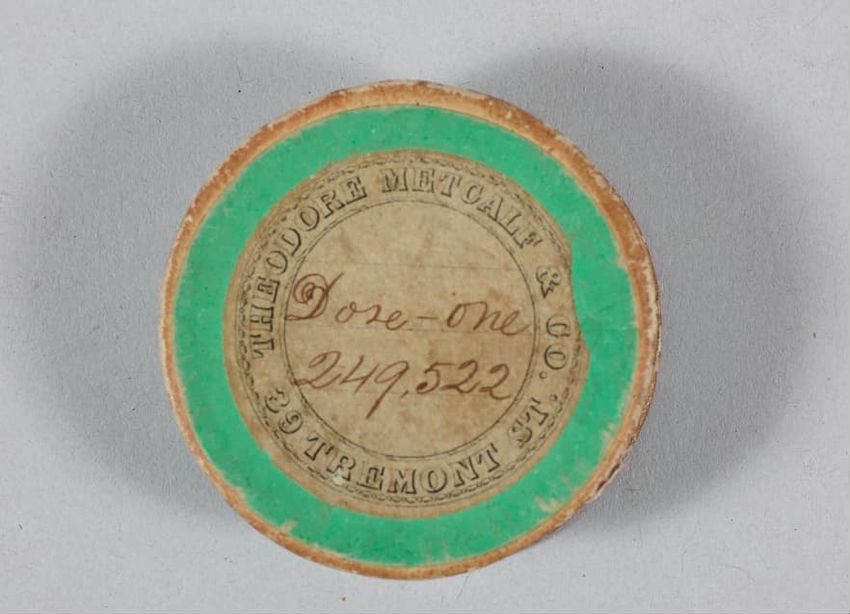 THEODORE METCALF & CO.
Dose - one
249,522
39 TREMONT ST.